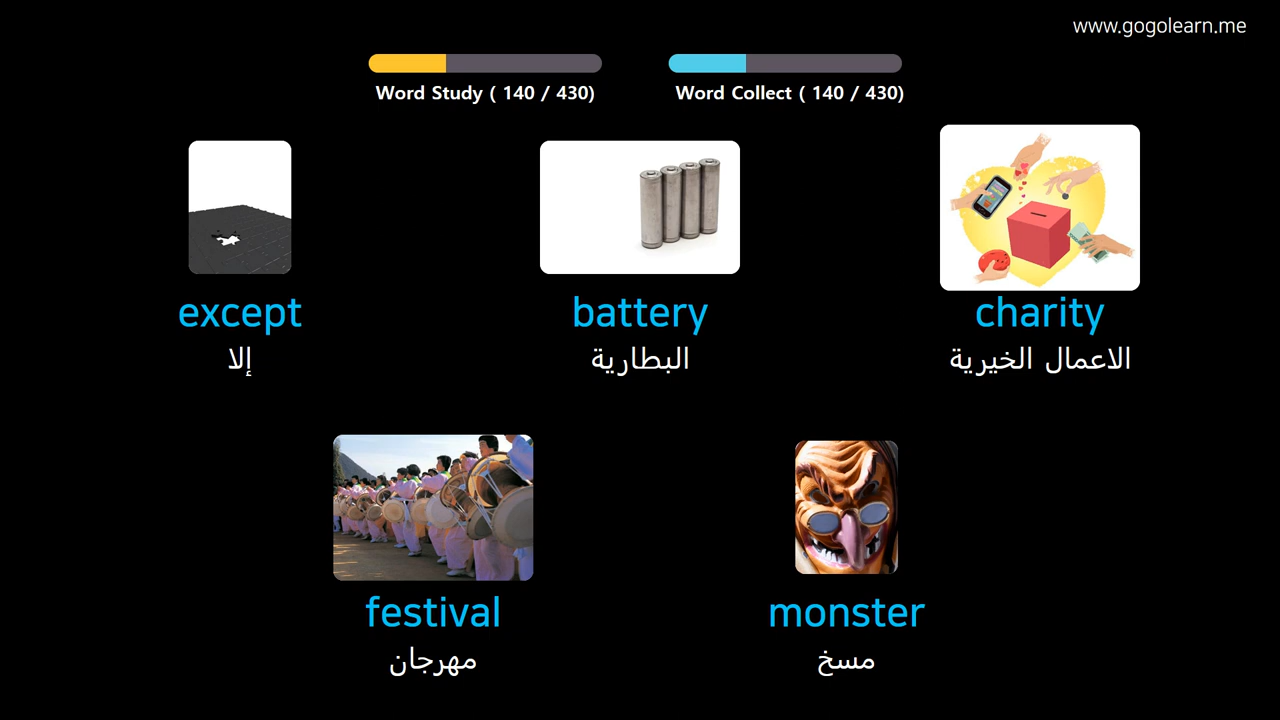 www.gogolearn.me
Word Study ( 140 / 430)
Word Collect ( 140 / 430)
except
إلا
battery
البطارية
charity
الاعمال الخيرية
festival
مهرجان
monster
مسخ